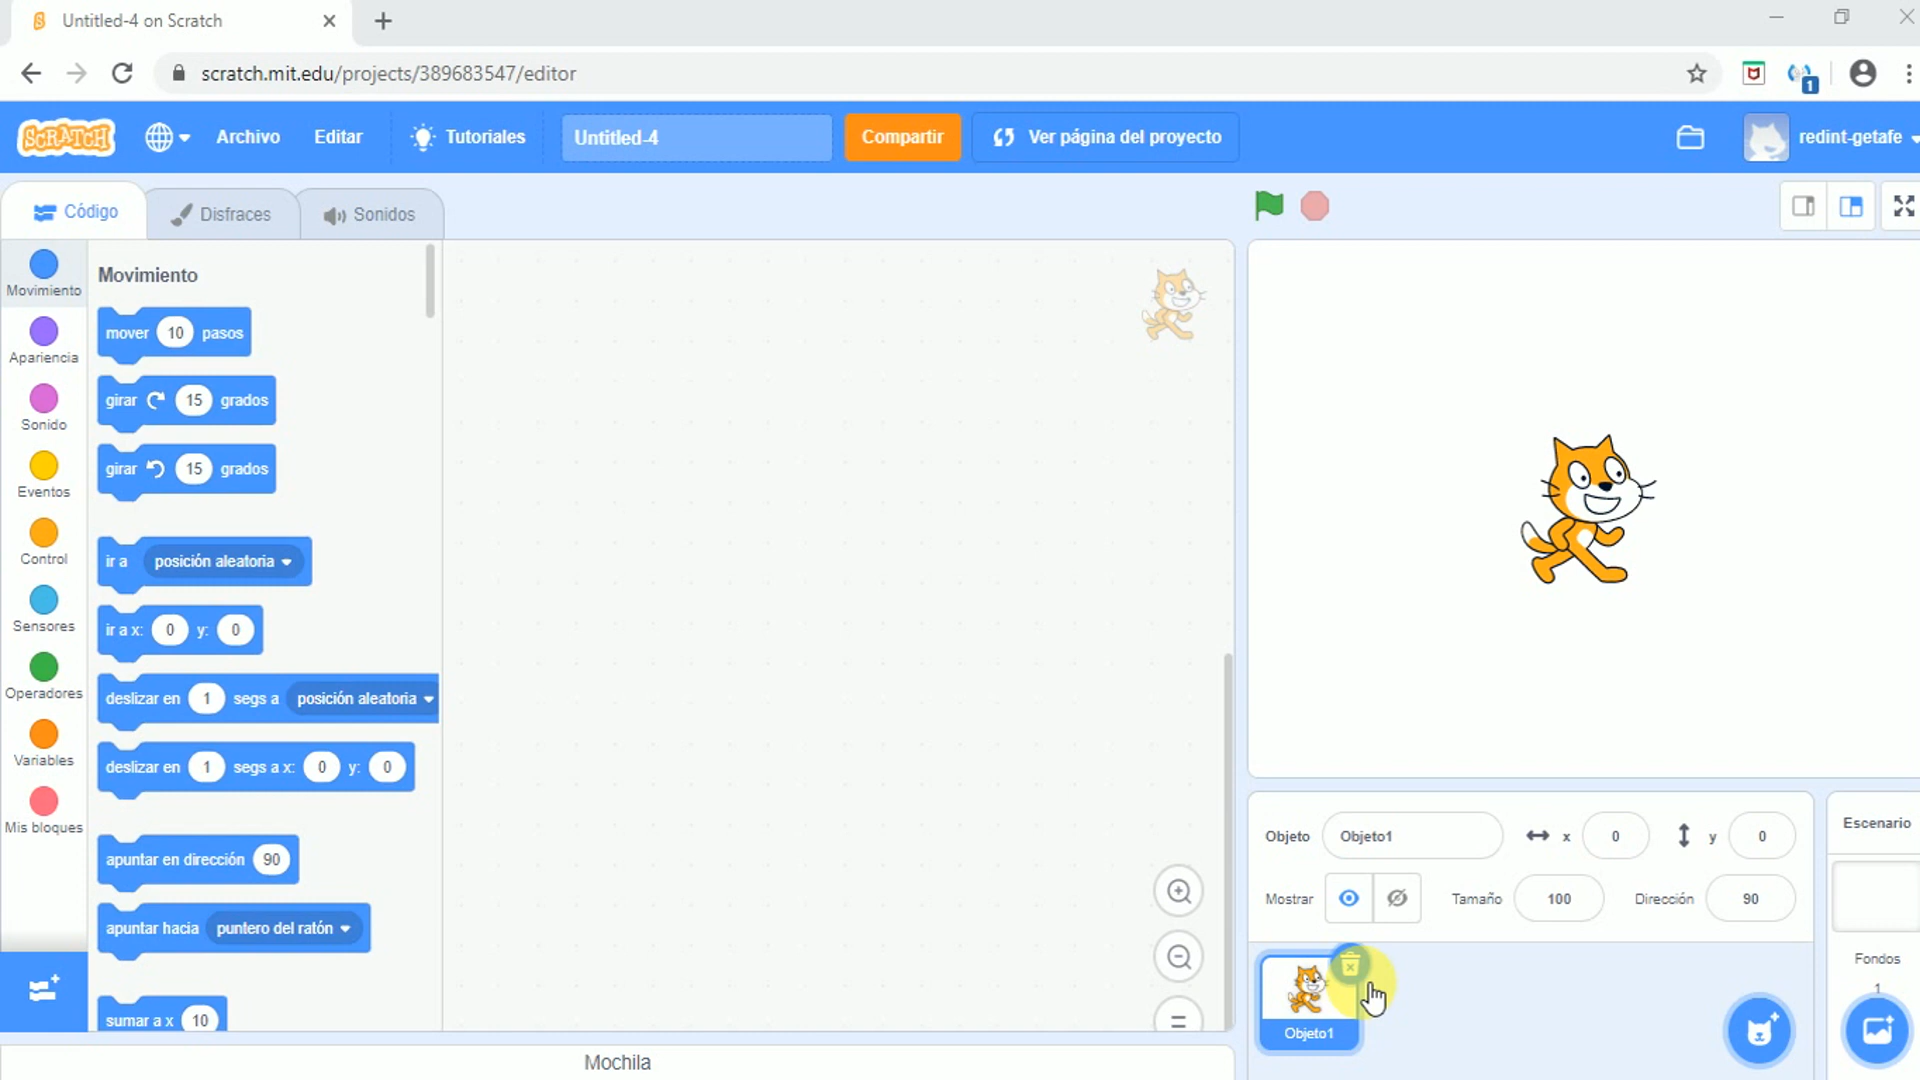 Untitled-4 on Scratch
scratch.mit.edu/projects/389683547/editor
1
SCRATCH
Archivo
Editar
Tutoriales
Untitled-4
Compartir
Ver página del proyecto
redint-getafe
Código
Disfraces
Sonidos
Movimiento
Apariencia
Sonido
Eventos
Control
Sensores
Operadores
Variables
Mis bloques
Movimiento
mover 10 pasos
girar 15 grados
girar 15 grados
ir a posición aleatoria
ir a x: 0 y: 0
deslizar en 1 segs a posición aleatoria
deslizar en 1 segs a x: 0 y: 0
apuntar en dirección 90
apuntar hacia puntero del ratón
sumar a x 10
Mochila
Objeto Objeto1 x 0 y 0
Mostrar Tamaño 100 Dirección 90
Objeto1
Escenario
Fondos
1